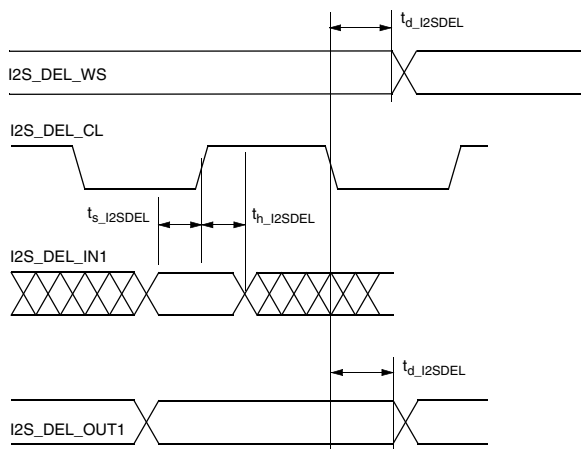 t_d_I2SDEL
I2S_DEL_WS
I2S_DEL_CL
t_s_I2SDEL
t_h_I2SDEL
I2S_DEL_IN1
t_d_I2SDEL
I2S_DEL_OUT1